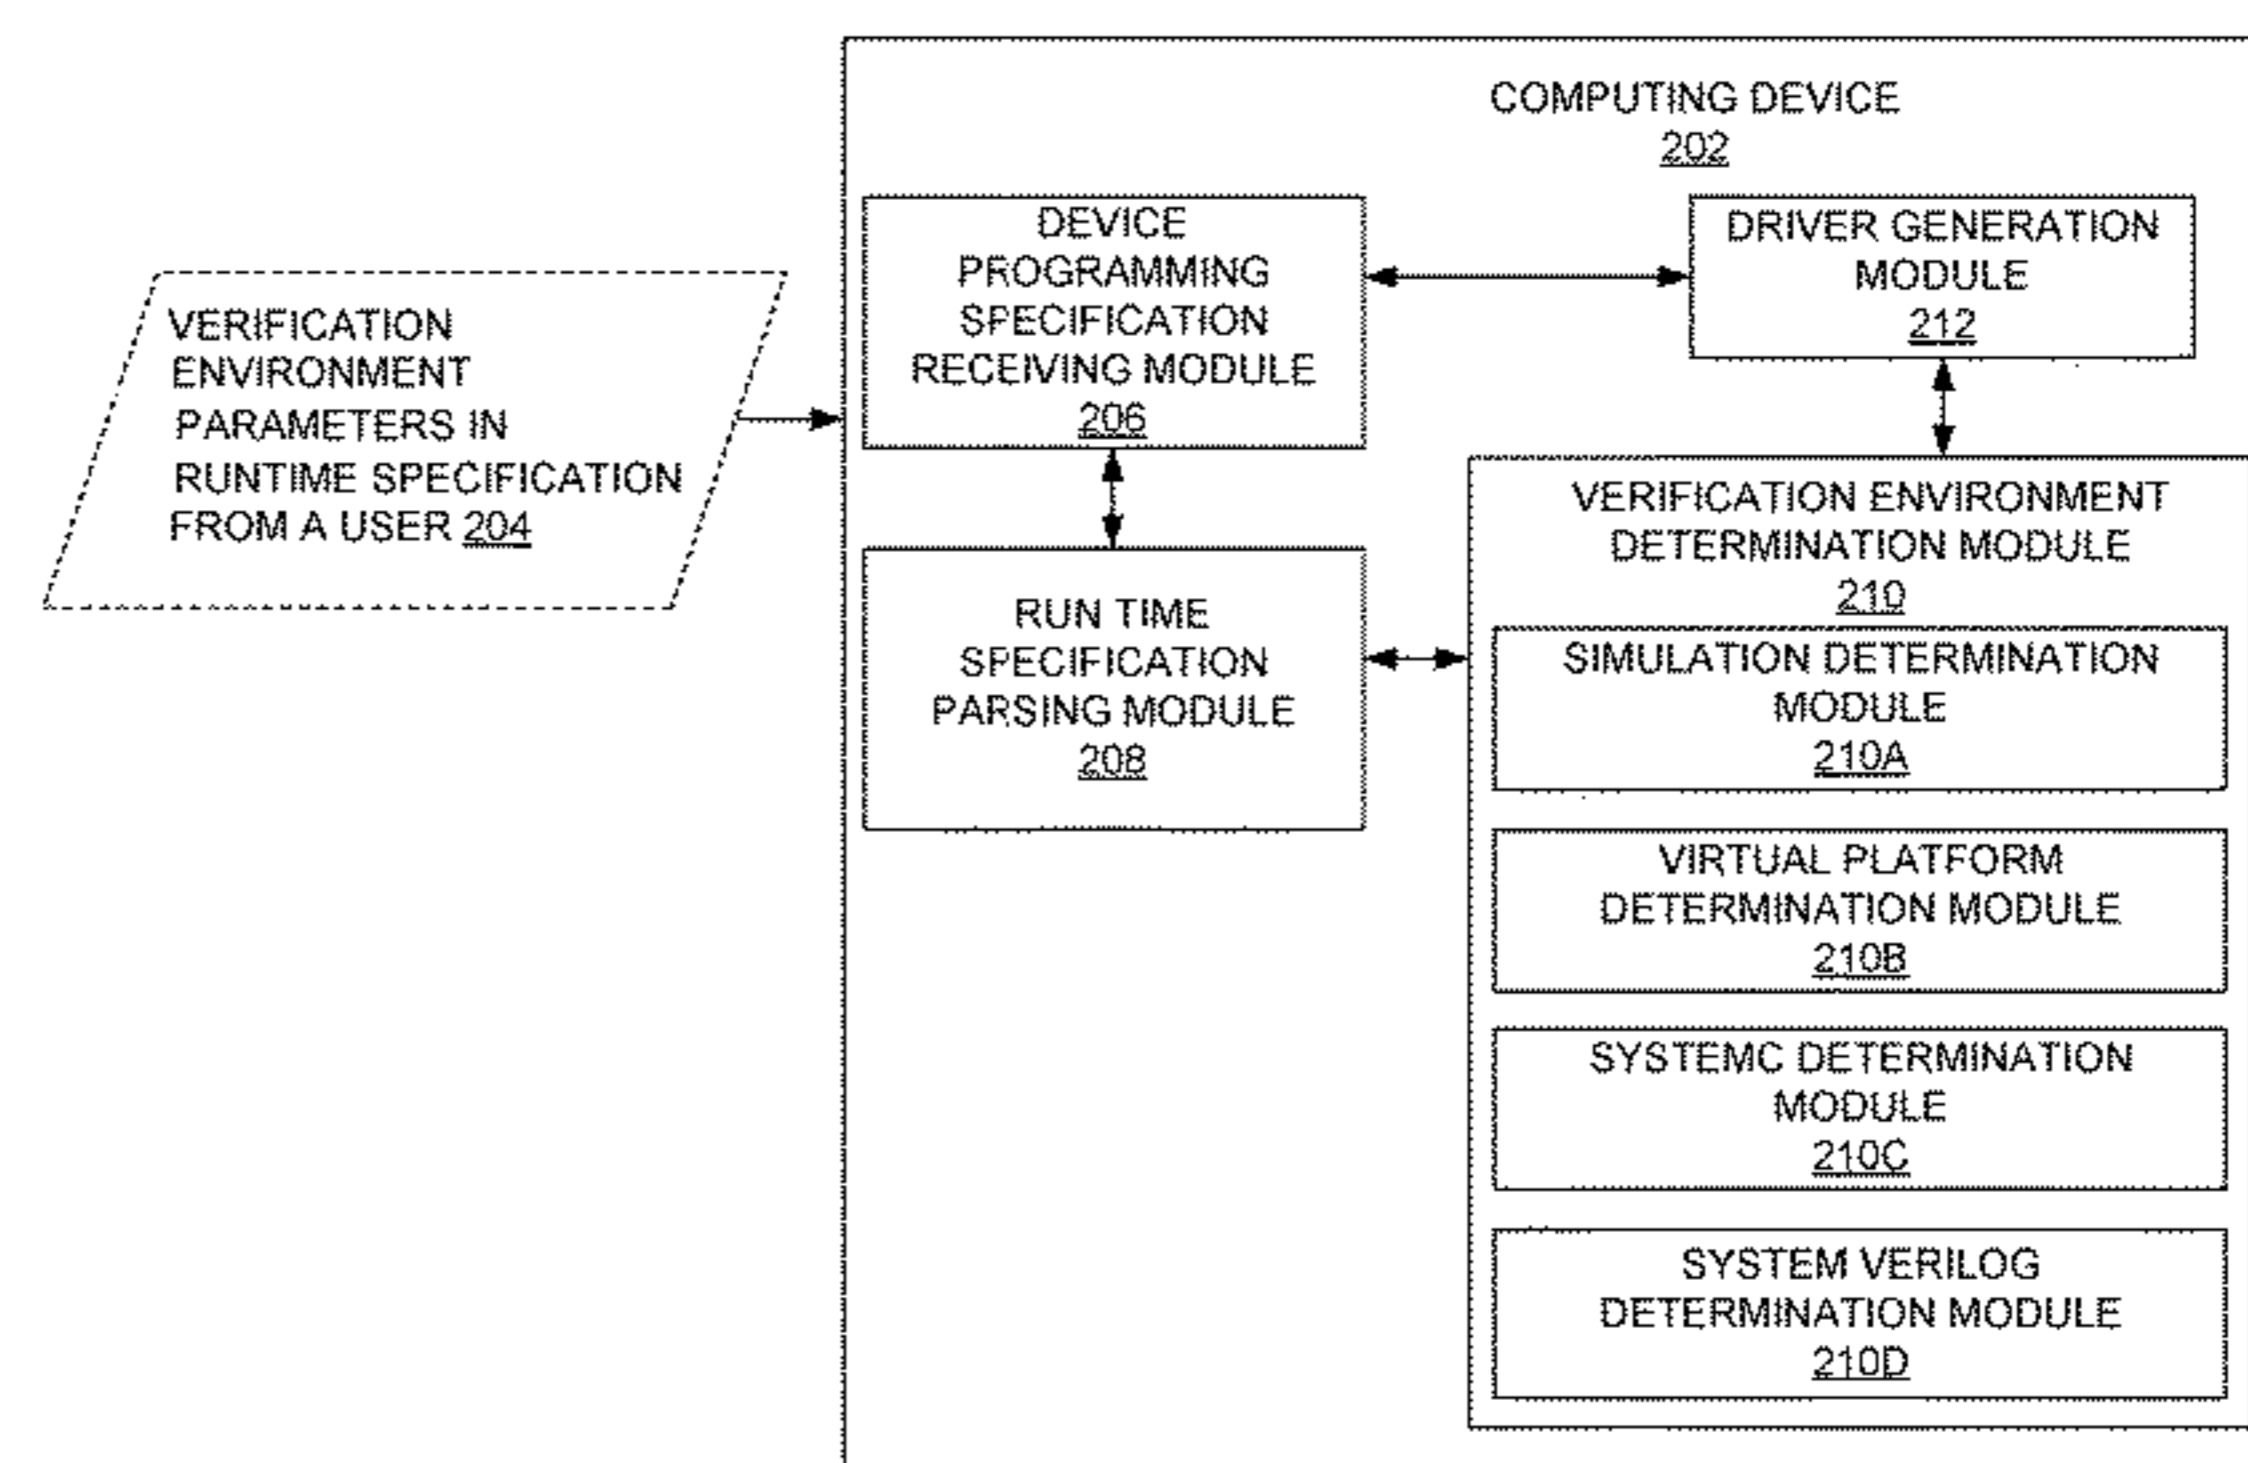 COMPUTING DEVICE
202
VERIFICATION
ENVIRONMENT
PARAMETERS IN
RUNTIME SPECIFICATION
FROM A USER 204
DEVICE
PROGRAMMING
SPECIFICATION
RECEIVING MODULE
206
DRIVER GENERATION
MODULE
212
RUN TIME
SPECIFICATION
PARSING MODULE
208
VERIFICATION ENVIRONMENT
DETERMINATION MODULE
210
SIMULATION DETERMINATION
MODULE
210A
VIRTUAL PLATFORM
DETERMINATION MODULE
210B
SYSTEMC DETERMINATION
MODULE
210C
SYSTEM VERILOG
DETERMINATION MODULE
210D